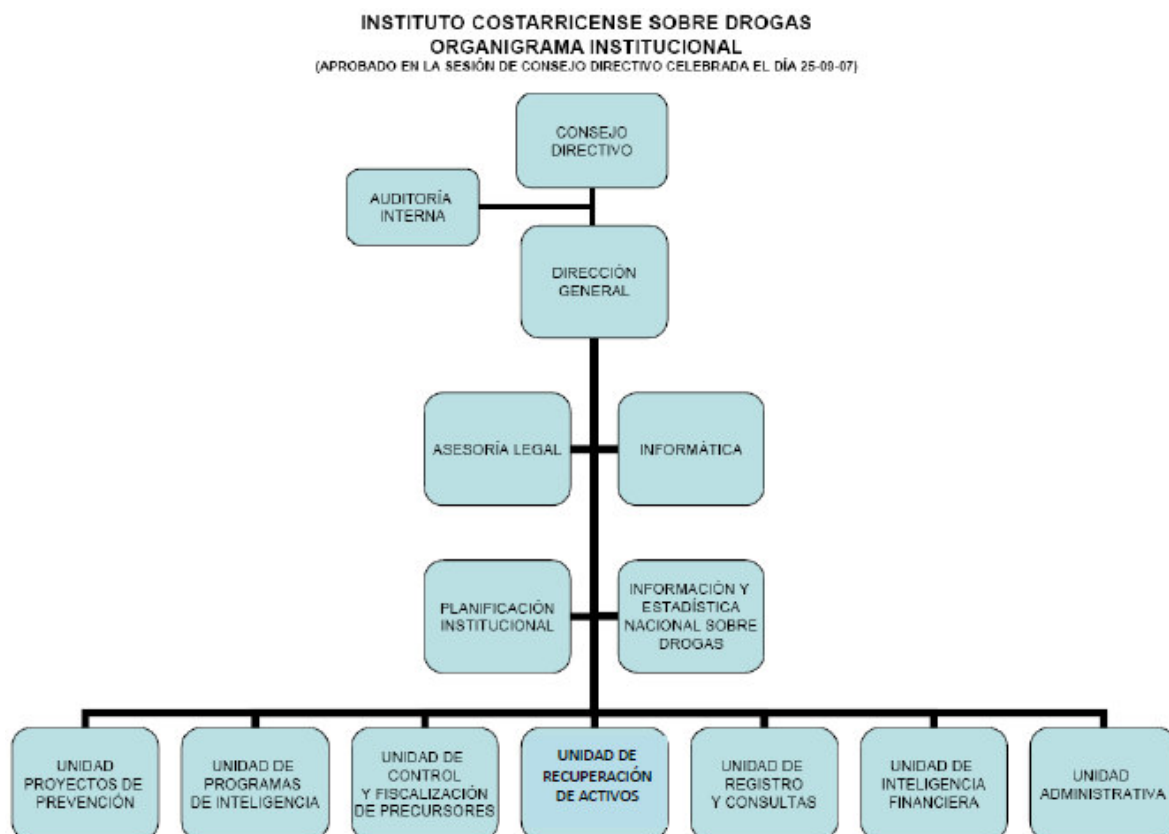 INSTITUTO COSTARRICENSE SOBRE DROGAS
ORGANIGRAMA INSTITUCIONAL
(APROBADO EN LA SESIÓN DE CONSEJO DIRECTIVO CELEBRADA EL DÍA 25-09-07)
CONSEJO
DIRECTIVO
AUDITORÍA
INTERNA
DIRECCIÓN
GENERAL
ASESORÍA LEGAL
INFORMÁTICA
PLANIFICACIÓN
INSTITUCIONAL
INFORMACIÓN Y
ESTADÍSTICA
NACIONAL SOBRE
DROGAS
UNIDAD
PROYECTOS DE
PREVENCIÓN
UNIDAD DE
PROGRAMAS
DE INTELIGENCIA
UNIDAD DE
CONTROL
Y FISCALIZACIÓN
DE PRECURSORES
UNIDAD DE
RECUPERACIÓN
DE ACTIVOS
UNIDAD DE
REGISTRO
Y CONSULTAS
UNIDAD DE
INTELIGENCIA
FINANCIERA
UNIDAD
ADMINISTRATIVA